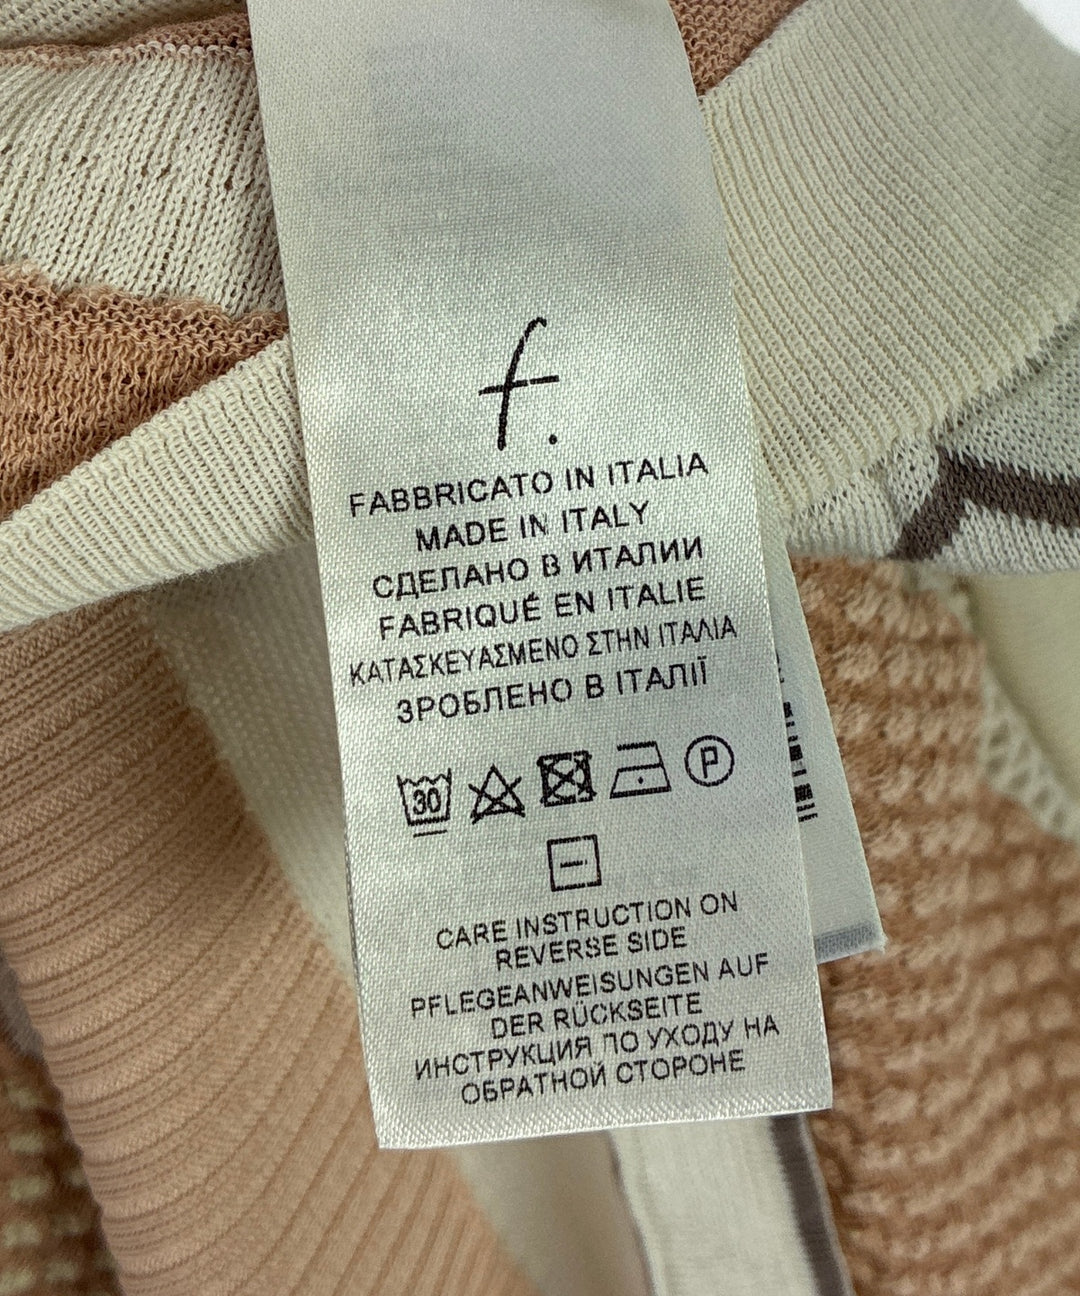 f.
FABBRICATO IN ITALIA
MADE IN ITALY
СДЕЛАНО В ИТАЛИИ
FABRIQUÉ EN ITALIE
ΚΑΤΑΣΚΕΥΑΣΜΕΝΟ ΣΤΗΝ ΙΤΑΛΙΑ
ЗРОБЛЕНО В ІТАЛІЇ
30 P
CARE INSTRUCTION ON
REVERSE SIDE
PFLEGEANWEISUNGEN AUF
DER RÜCKSEITE
ИНСТРУКЦИЯ ПО УХОДУ НА
ОБРАТНОЙ СТОРОНЕ